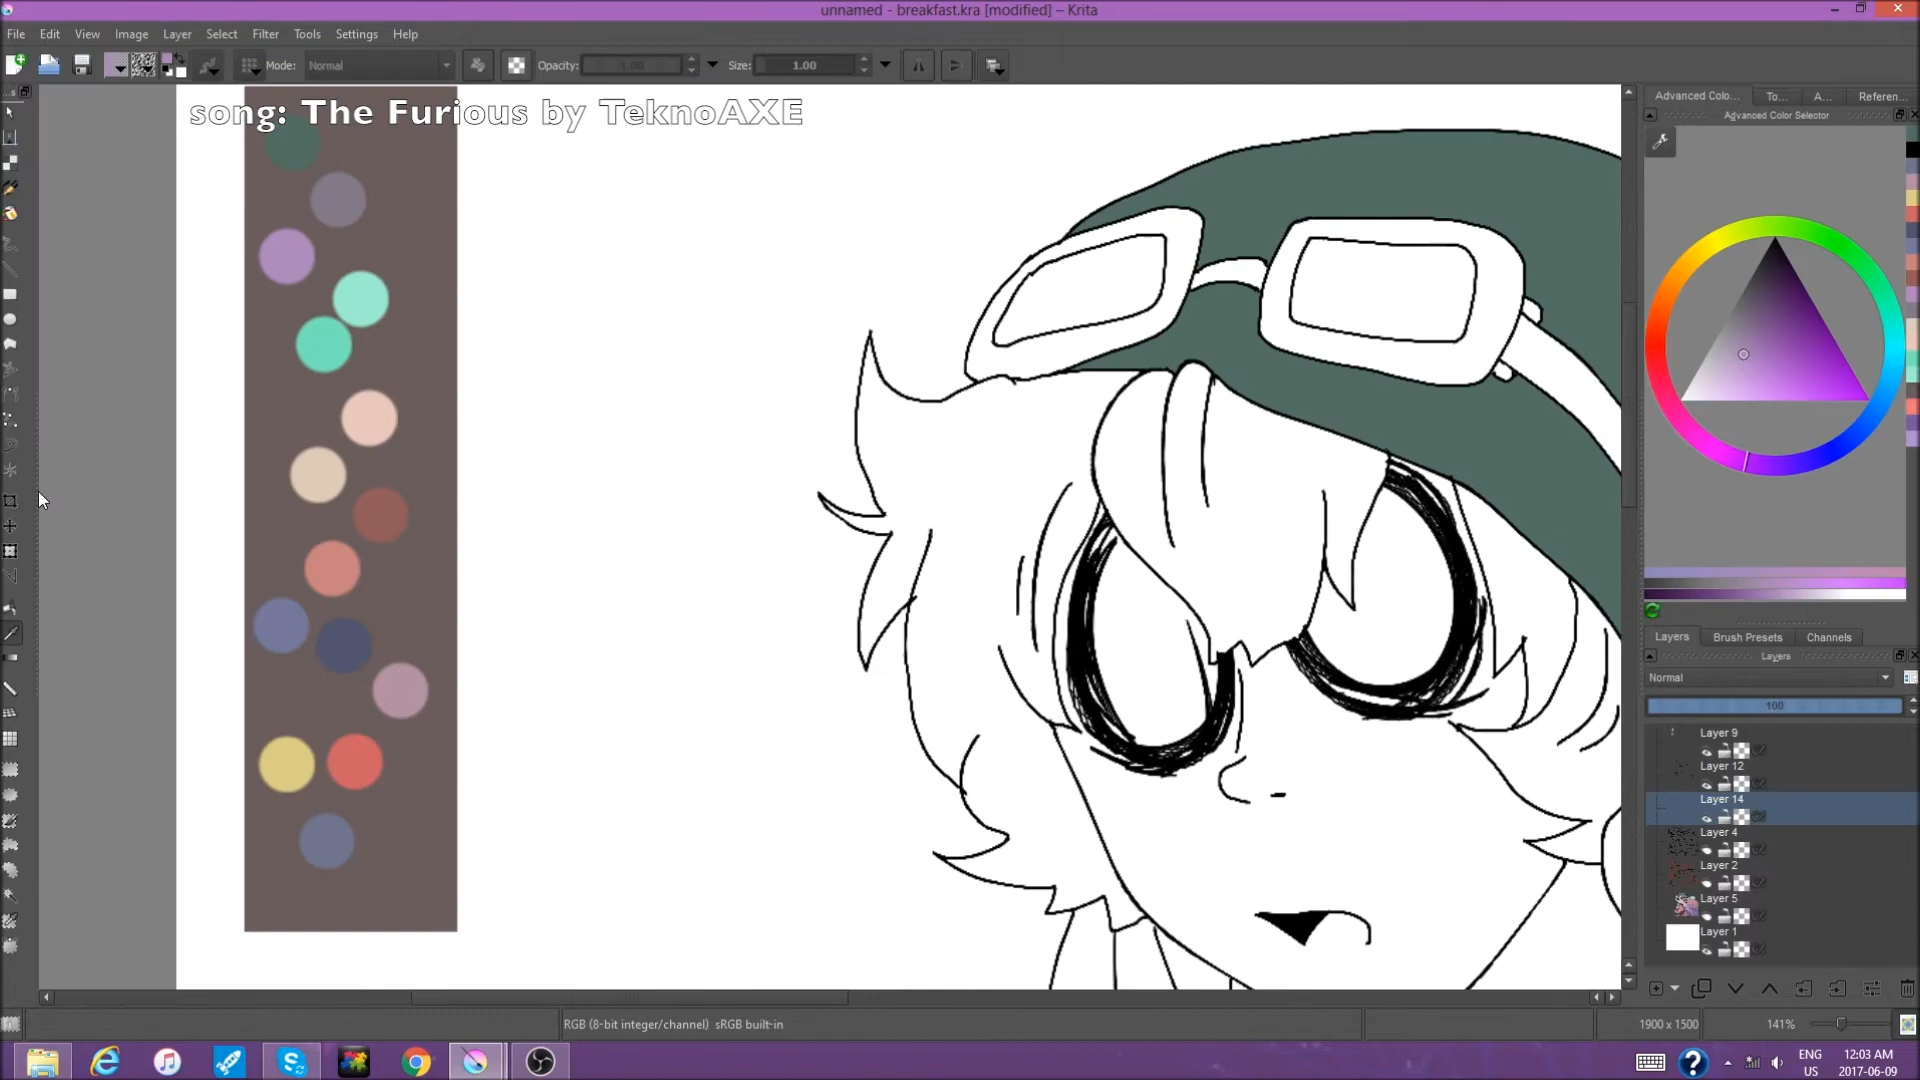 unnamed - breakfast.kra [modified] – Krita
File Edit View Image Layer Select Filter Tools Settings Help
Mode: Normal Opacity: 1.00 Size: 1.00
song: The Furious by TeknoAXE
Advanced Colo... To... A... Referen...
Advanced Color Selector
Layers Brush Presets Channels
Layers
Normal
100
Layer 9
Layer 12
Layer 14
Layer 4
Layer 2
Layer 5
Layer 1
RGB (8-bit integer/channel) sRGB built-in
1900 x 1500
141%
ENG
US
12:03 AM
2017-06-09